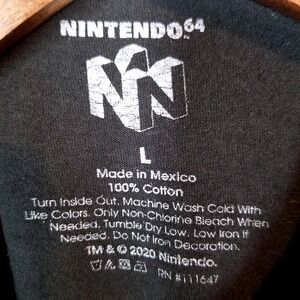 NINTENDO64
TM
L
Made in Mexico
100% Cotton
Turn Inside Out. Machine Wash Cold With
Like Colors. Only Non-Chlorine Bleach When
Needed. Tumble Dry Low. Low Iron If
Needed. Do Not Iron Decoration.
TM & © 2020 Nintendo.
RN #111647